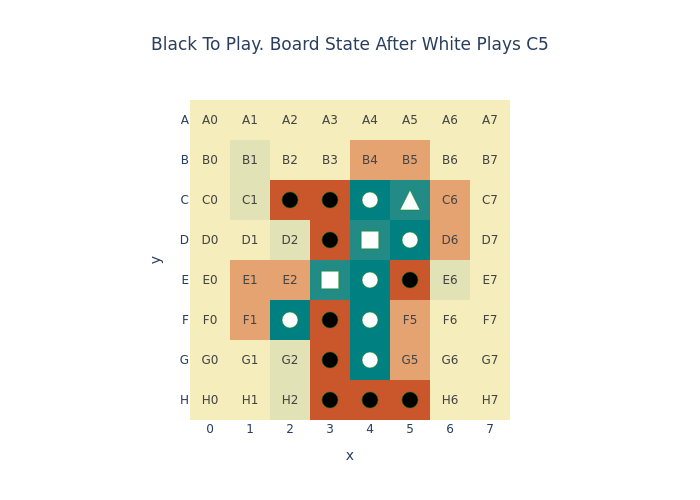 Black To Play. Board State After White Plays C5
A A0 A1 A2 A3 A4 A5 A6 A7
B B0 B1 B2 B3 B4 B5 B6 B7
C C0 C1 C6 C7
D D0 D1 D2 D6 D7
E E0 E1 E2 E6 E7
F F0 F1 F5 F6 F7
G G0 G1 G2 G5 G6 G7
H H0 H1 H2 H6 H7
0 1 2 3 4 5 6 7
x
y